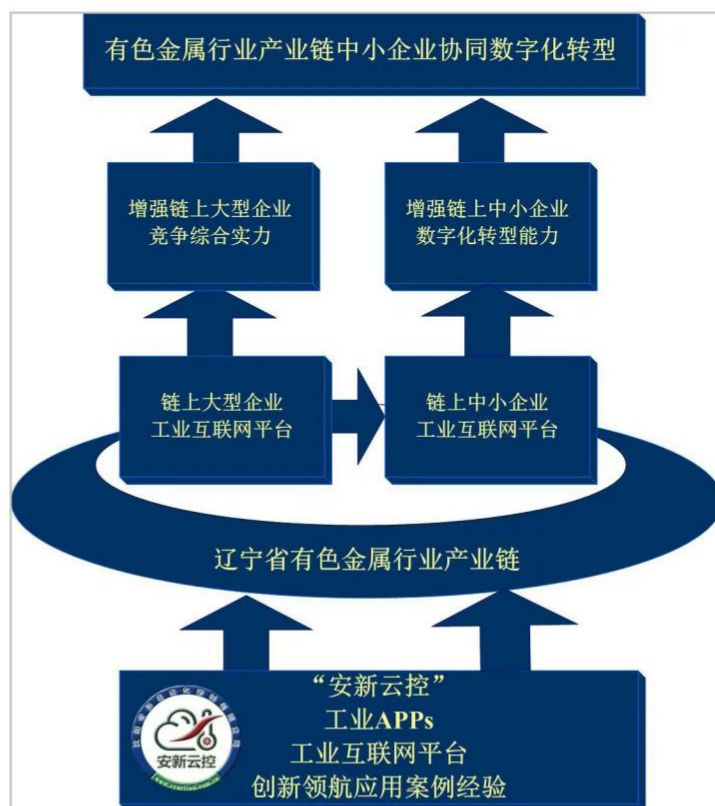 有色金属行业产业链中小企业协同数字化转型
增强链上大型企业
竞争综合实力
增强链上中小企业
数字化转型能力
链上大型企业
工业互联网平台
链上中小企业
工业互联网平台
辽宁省有色金属行业产业链
“安新云控”
工业APPs
工业互联网平台
创新领航应用案例经验
安新云控